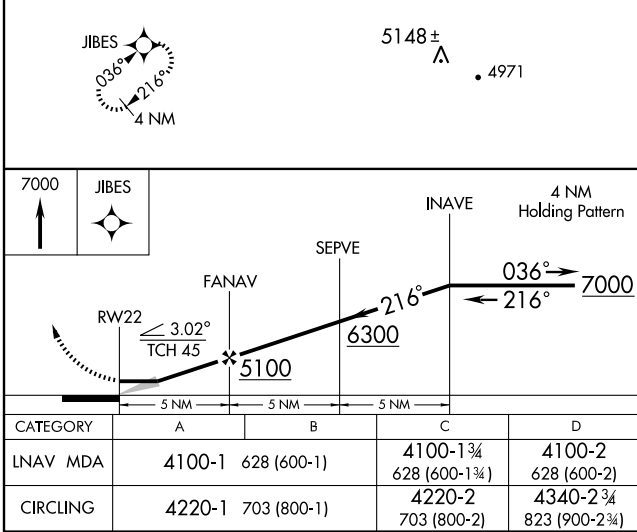 JIBES
036°
216°
4 NM
5148 ±
4971
7000
JIBES
4 NM
Holding Pattern
INAVE
SEPVE
FANAV
RW22
036°
216°
7000
216°
6300
3.02°
TCH 45
5100
5 NM 5 NM 5 NM
CATEGORY A B C D
LNAV MDA 4100-1 628 (600-1) 4100-1¾ 628 (600-1¾) 4100-2 628 (600-2)
CIRCLING 4220-1 703 (800-1) 4220-2 703 (800-2) 4340-2¾ 823 (900-2¾)